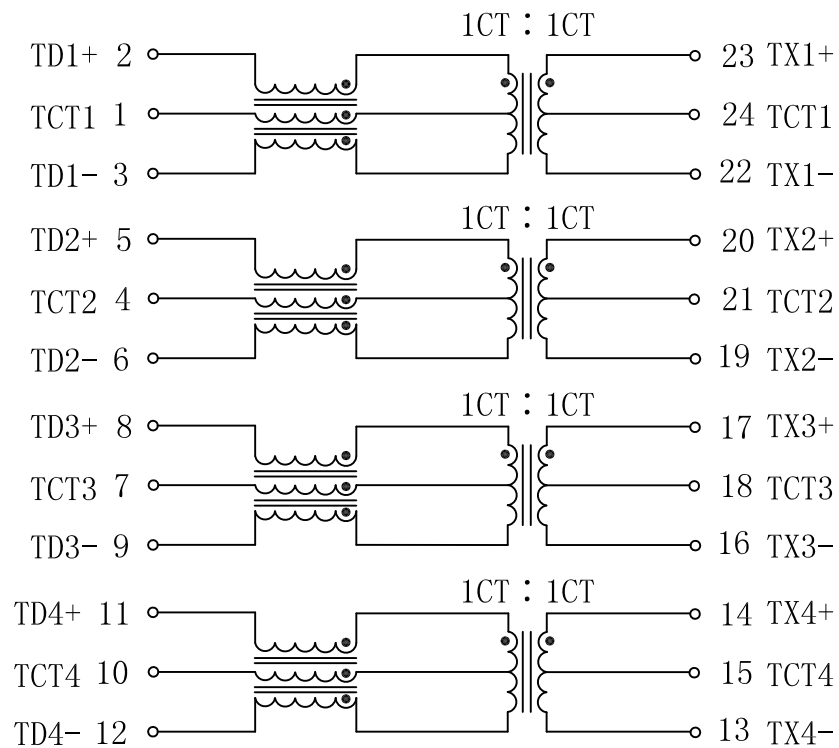 1CT : 1CT
TD1+ 2 23 TX1+
TCT1 1 24 TCT1
TD1- 3 22 TX1-
1CT : 1CT
TD2+ 5 20 TX2+
TCT2 4 21 TCT2
TD2- 6 19 TX2-
1CT : 1CT
TD3+ 8 17 TX3+
TCT3 7 18 TCT3
TD3- 9 16 TX3-
1CT : 1CT
TD4+ 11 14 TX4+
TCT4 10 15 TCT4
TD4- 12 13 TX4-